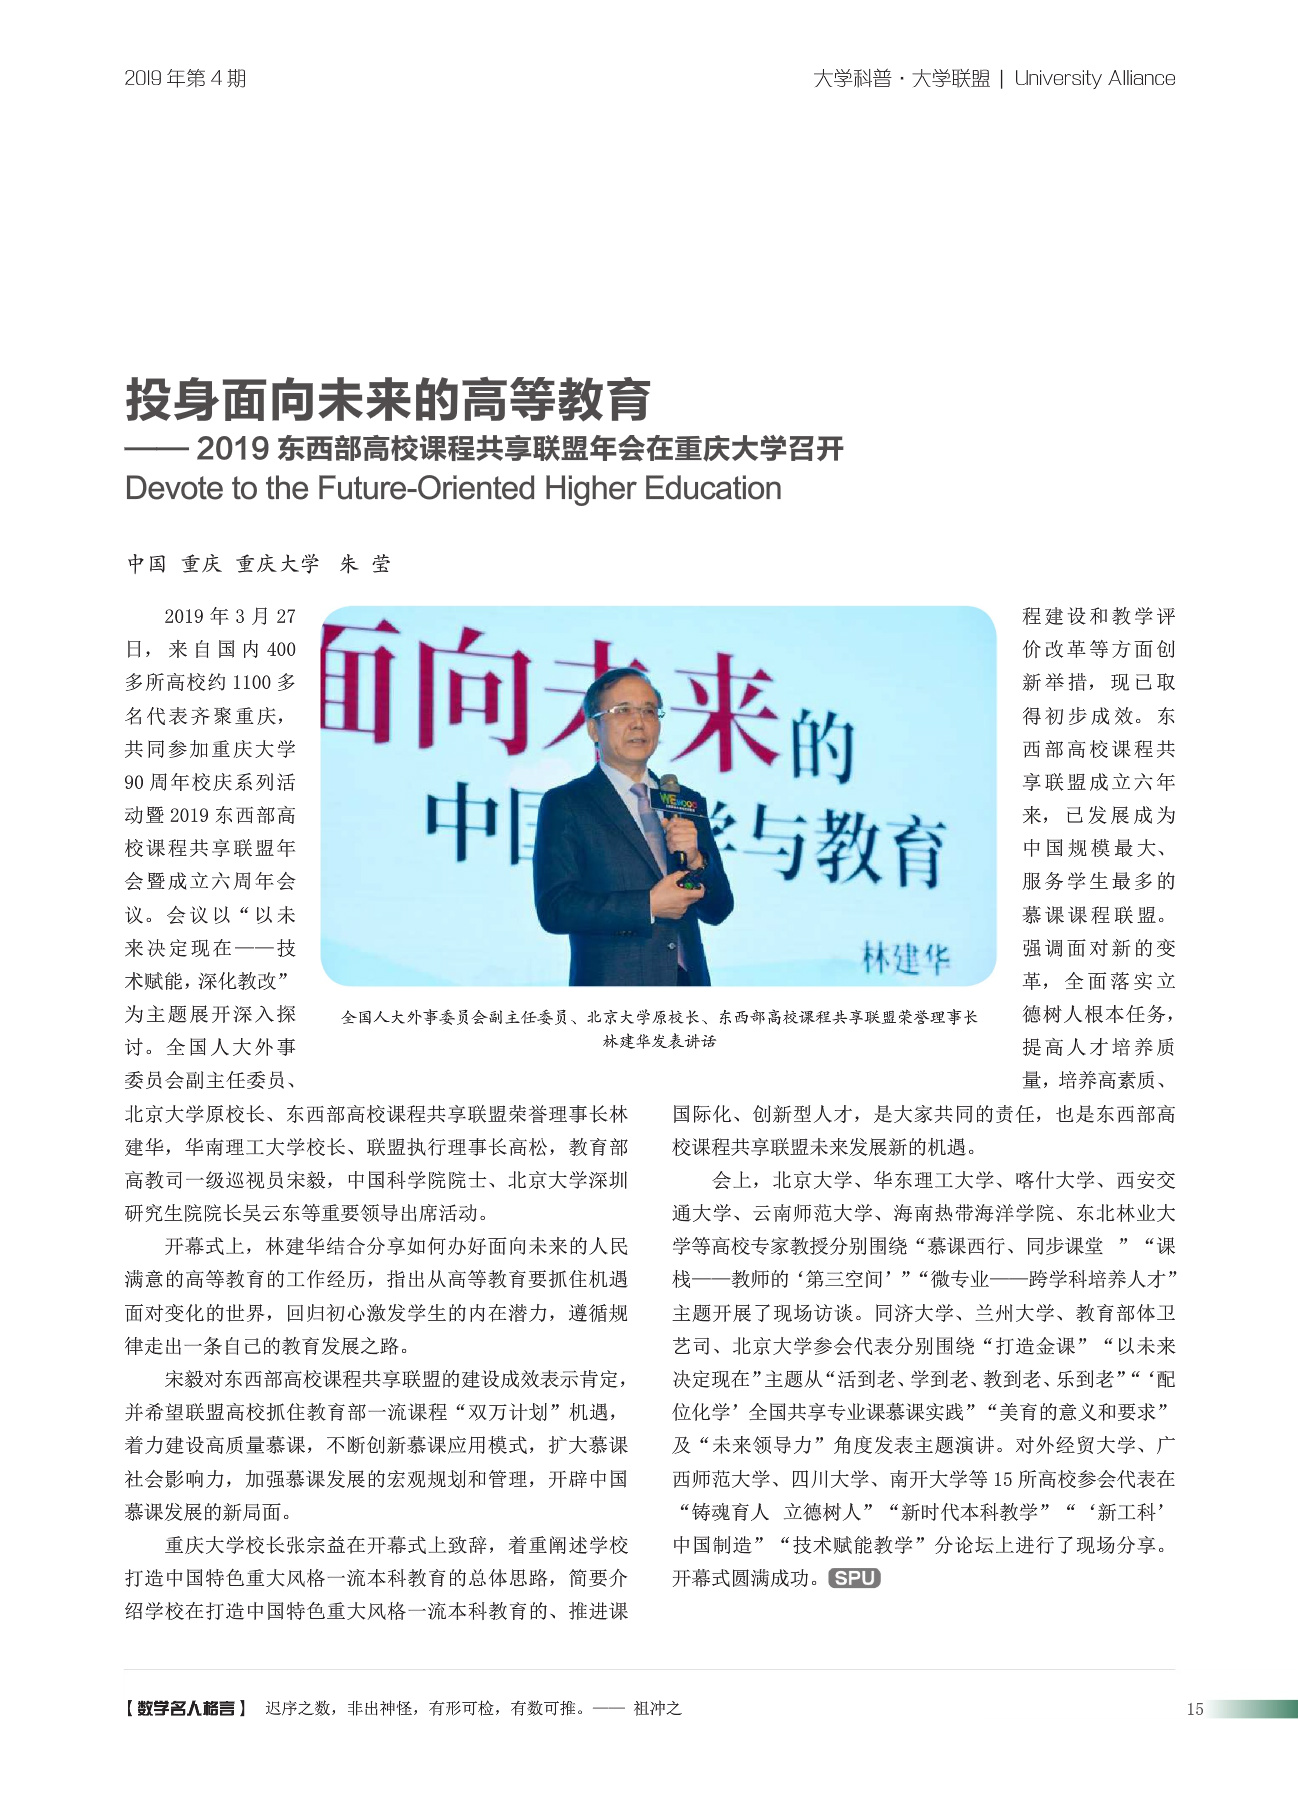 2019 年第 4 期
大学科普·大学联盟 | University Alliance
投身面向未来的高等教育
—— 2019 东西部高校课程共享联盟年会在重庆大学召开
Devote to the Future-Oriented Higher Education
中国 重庆 重庆大学 朱 莹
2019 年 3 月 27
日，来自国内 400
多所高校约 1100 多
名代表齐聚重庆，
共同参加重庆大学
90 周年校庆系列活
动暨 2019 东西部高
校课程共享联盟年
会暨成立六周年会
议。会议以“以未
来决定现在——技
术赋能，深化教改”
为主题展开深入探
讨。全国人大外事
委员会副主任委员、
北京大学原校长、东西部高校课程共享联盟荣誉理事长林
建华，华南理工大学校长、联盟执行理事长高松，教育部
高教司一级巡视员宋毅，中国科学院院士、北京大学深圳
研究生院院长吴云东等重要领导出席活动。
开幕式上，林建华结合分享如何办好面向未来的人民
满意的高等教育的工作经历，指出从高等教育要抓住机遇
面对变化的世界，回归初心激发学生的内在潜力，遵循规
律走出一条自己的教育发展之路。
宋毅对东西部高校课程共享联盟的建设成效表示肯定，
并希望联盟高校抓住教育部一流课程“双万计划”机遇，
着力建设高质量慕课，不断创新慕课应用模式，扩大慕课
社会影响力，加强慕课发展的宏观规划和管理，开辟中国
慕课发展的新局面。
重庆大学校长张宗益在开幕式上致辞，着重阐述学校
打造中国特色重大风格一流本科教育的总体思路，简要介
绍学校在打造中国特色重大风格一流本科教育的、推进课
面向未来的
中国 学与教育
WEMOOC
林建华
全国人大外事委员会副主任委员、北京大学原校长、东西部高校课程共享联盟荣誉理事长
林建华发表讲话
程建设和教学评
价改革等方面创
新举措，现已取
得初步成效。东
西部高校课程共
享联盟成立六年
来，已发展成为
中国规模最大、
服务学生最多的
慕课课程联盟。
强调面对新的变
革，全面落实立
德树人根本任务，
提高人才培养质
量，培养高素质、
国际化、创新型人才，是大家共同的责任，也是东西部高
校课程共享联盟未来发展新的机遇。
会上，北京大学、华东理工大学、喀什大学、西安交
通大学、云南师范大学、海南热带海洋学院、东北林业大
学等高校专家教授分别围绕“慕课西行、同步课堂 ”“课
栈——教师的‘第三空间’”“微专业——跨学科培养人才”
主题开展了现场访谈。同济大学、兰州大学、教育部体卫
艺司、北京大学参会代表分别围绕“打造金课”“以未来
决定现在”主题从“活到老、学到老、教到老、乐到老”“‘配
位化学’全国共享专业课慕课实践”“美育的意义和要求”
及“未来领导力”角度发表主题演讲。对外经贸大学、广
西师范大学、四川大学、南开大学等 15 所高校参会代表在
“铸魂育人 立德树人”“新时代本科教学”“‘新工科’
中国制造”“技术赋能教学”分论坛上进行了现场分享。
开幕式圆满成功。SPU
【数学名人格言】 迟序之数，非出神怪，有形可检，有数可推。—— 祖冲之
15